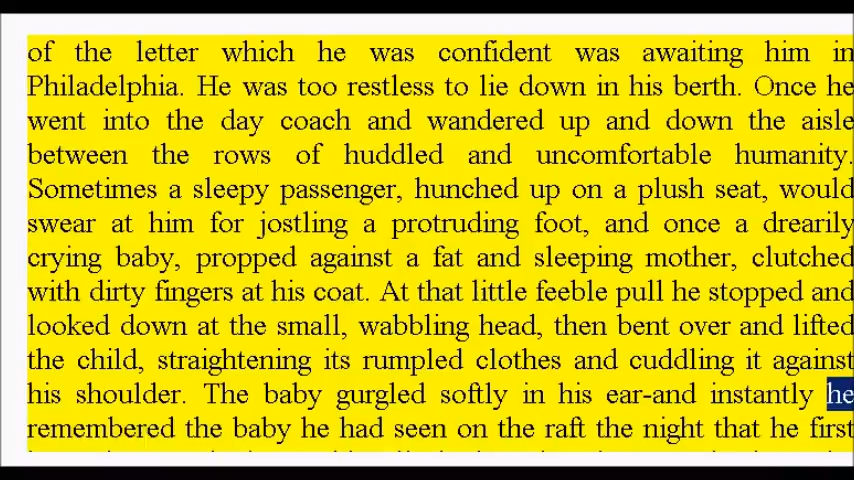 of the letter which he was confident was awaiting him in
Philadelphia. He was too restless to lie down in his berth. Once he
went into the day coach and wandered up and down the aisle
between the rows of huddled and uncomfortable humanity.
Sometimes a sleepy passenger, hunched up on a plush seat, would
swear at him for jostling a protruding foot, and once a drearily
crying baby, propped against a fat and sleeping mother, clutched
with dirty fingers at his coat. At that little feeble pull he stopped and
looked down at the small, wabbling head, then bent over and lifted
the child, straightening its rumpled clothes and cuddling it against
his shoulder. The baby gurgled softly in his ear-and instantly he
remembered the baby he had seen on the raft the night that he first